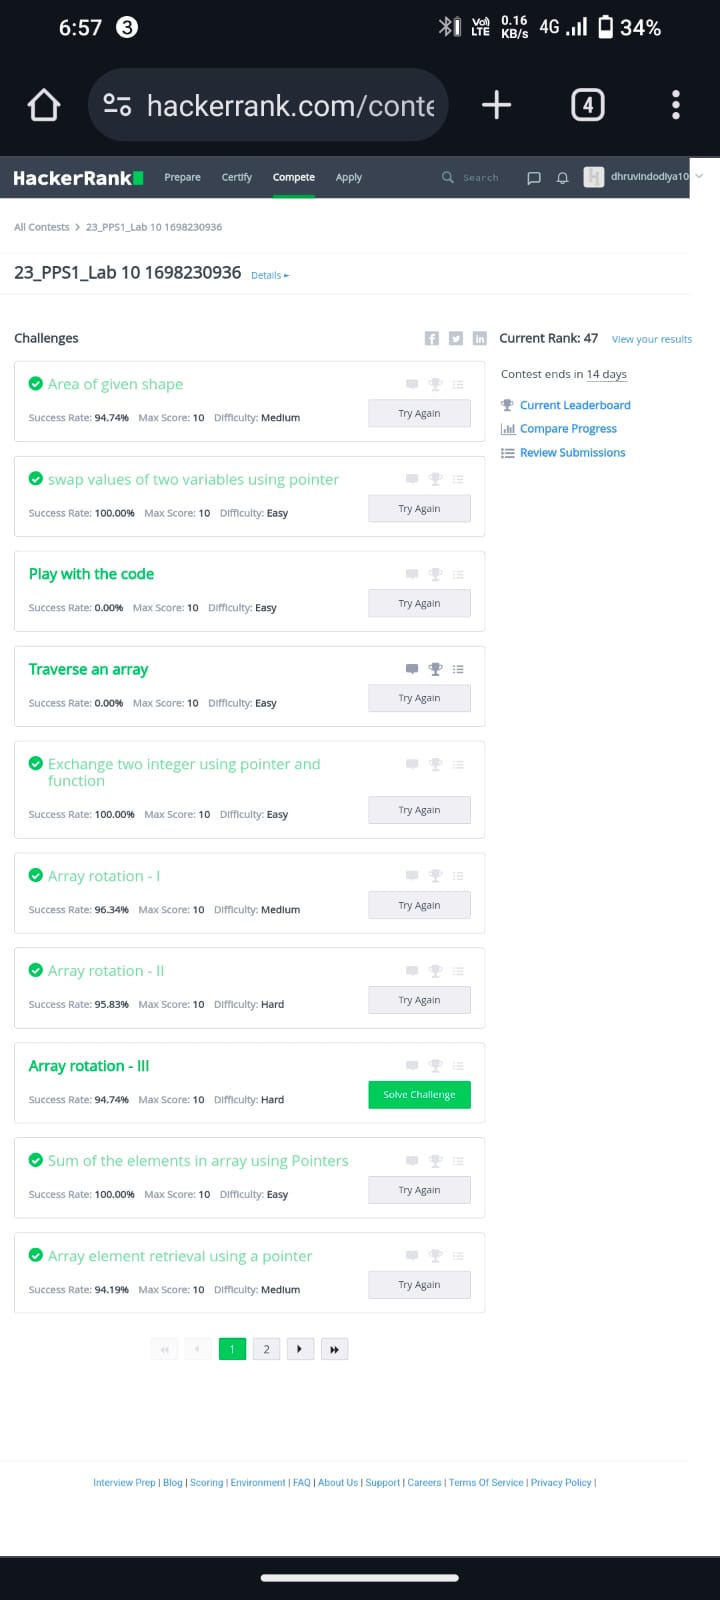 6:57 3 Vo) LTE 0.16 KB/s 4G 34%
hackerrank.com/conte 4
HackerRank Prepare Certify Compete Apply Search dhruvindodiya10
All Contests > 23_PPS1_Lab 10 1698230936
23_PPS1_Lab 10 1698230936 Details
Challenges
Current Rank: 47 View your results
Contest ends in 14 days
Current Leaderboard
Compare Progress
Review Submissions
Area of given shape
Success Rate: 94.74% Max Score: 10 Difficulty: Medium
Try Again
swap values of two variables using pointer
Success Rate: 100.00% Max Score: 10 Difficulty: Easy
Try Again
Play with the code
Success Rate: 0.00% Max Score: 10 Difficulty: Easy
Try Again
Traverse an array
Success Rate: 0.00% Max Score: 10 Difficulty: Easy
Try Again
Exchange two integer using pointer and
function
Success Rate: 100.00% Max Score: 10 Difficulty: Easy
Try Again
Array rotation - I
Success Rate: 96.34% Max Score: 10 Difficulty: Medium
Try Again
Array rotation - II
Success Rate: 95.83% Max Score: 10 Difficulty: Hard
Try Again
Array rotation - III
Success Rate: 94.74% Max Score: 10 Difficulty: Hard
Solve Challenge
Sum of the elements in array using Pointers
Success Rate: 100.00% Max Score: 10 Difficulty: Easy
Try Again
Array element retrieval using a pointer
Success Rate: 94.19% Max Score: 10 Difficulty: Medium
Try Again
1 2
Interview Prep | Blog | Scoring | Environment | FAQ | About Us | Support | Careers | Terms Of Service | Privacy Policy |